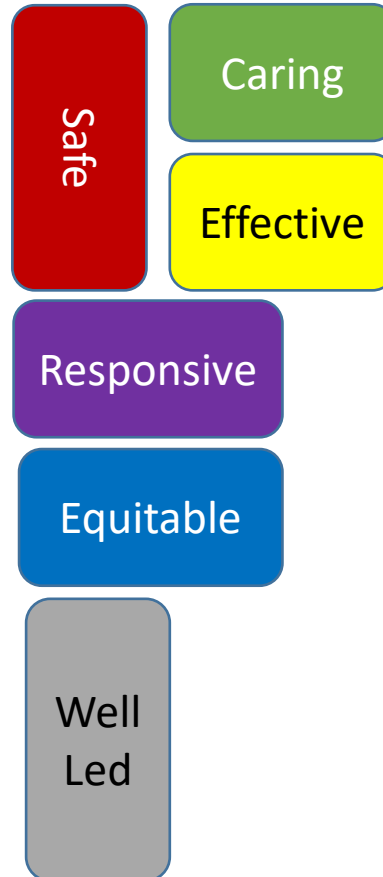 Safe
Caring
Effective
Responsive
Equitable
Well
Led